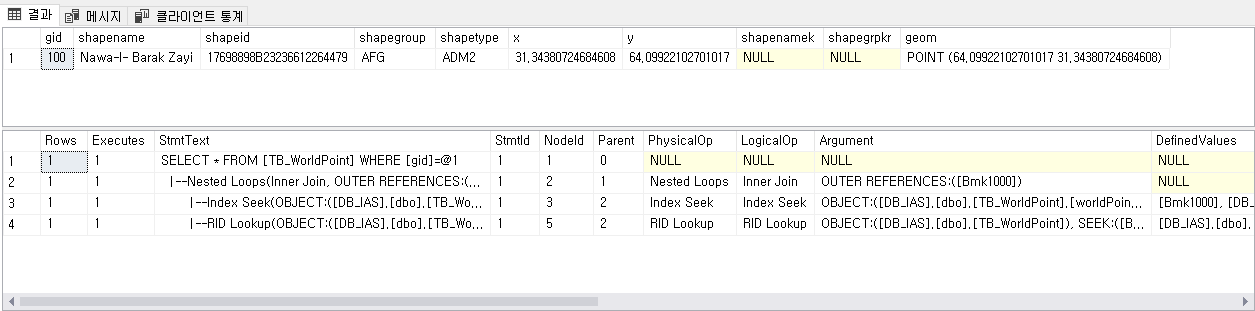 결과 메시지 클라이언트 통계
gid shapename shapeid shapegroup shapetype x y shapenamek shapegrpkr geom
1 100 Nawa-I- Barak Zayi 17698898B23236612264479 AFG ADM2 31,34380724684608 64,09922102701017 NULL NULL POINT (64,09922102701017 31,34380724684608)
Rows Executes StmtText StmtId NodeId Parent PhysicalOp LogicalOp Argument DefinedValues
1 1 1 SELECT * FROM [TB_WorldPoint] WHERE [gid]=@1 1 1 0 NULL NULL NULL NULL
2 1 1 |--Nested Loops(Inner Join, OUTER REFERENCES:(,... 1 2 1 Nested Loops Inner Join OUTER REFERENCES:([Bmk1000]) NULL
3 1 1 |--Index Seek(OBJECT:([DB_IAS],[dbo],[TB_Wo,... 1 3 2 Index Seek Index Seek OBJECT:([DB_IAS],[dbo],[TB_WorldPoint],[worldPoin,... [Bmk1000], [DB_
4 1 1 |--RID Lookup(OBJECT:([DB_IAS],[dbo],[TB_Wo,... 1 5 2 RID Lookup RID Lookup OBJECT:([DB_IAS],[dbo],[TB_WorldPoint]), SEEK:([B,... [DB_IAS],[dbo],